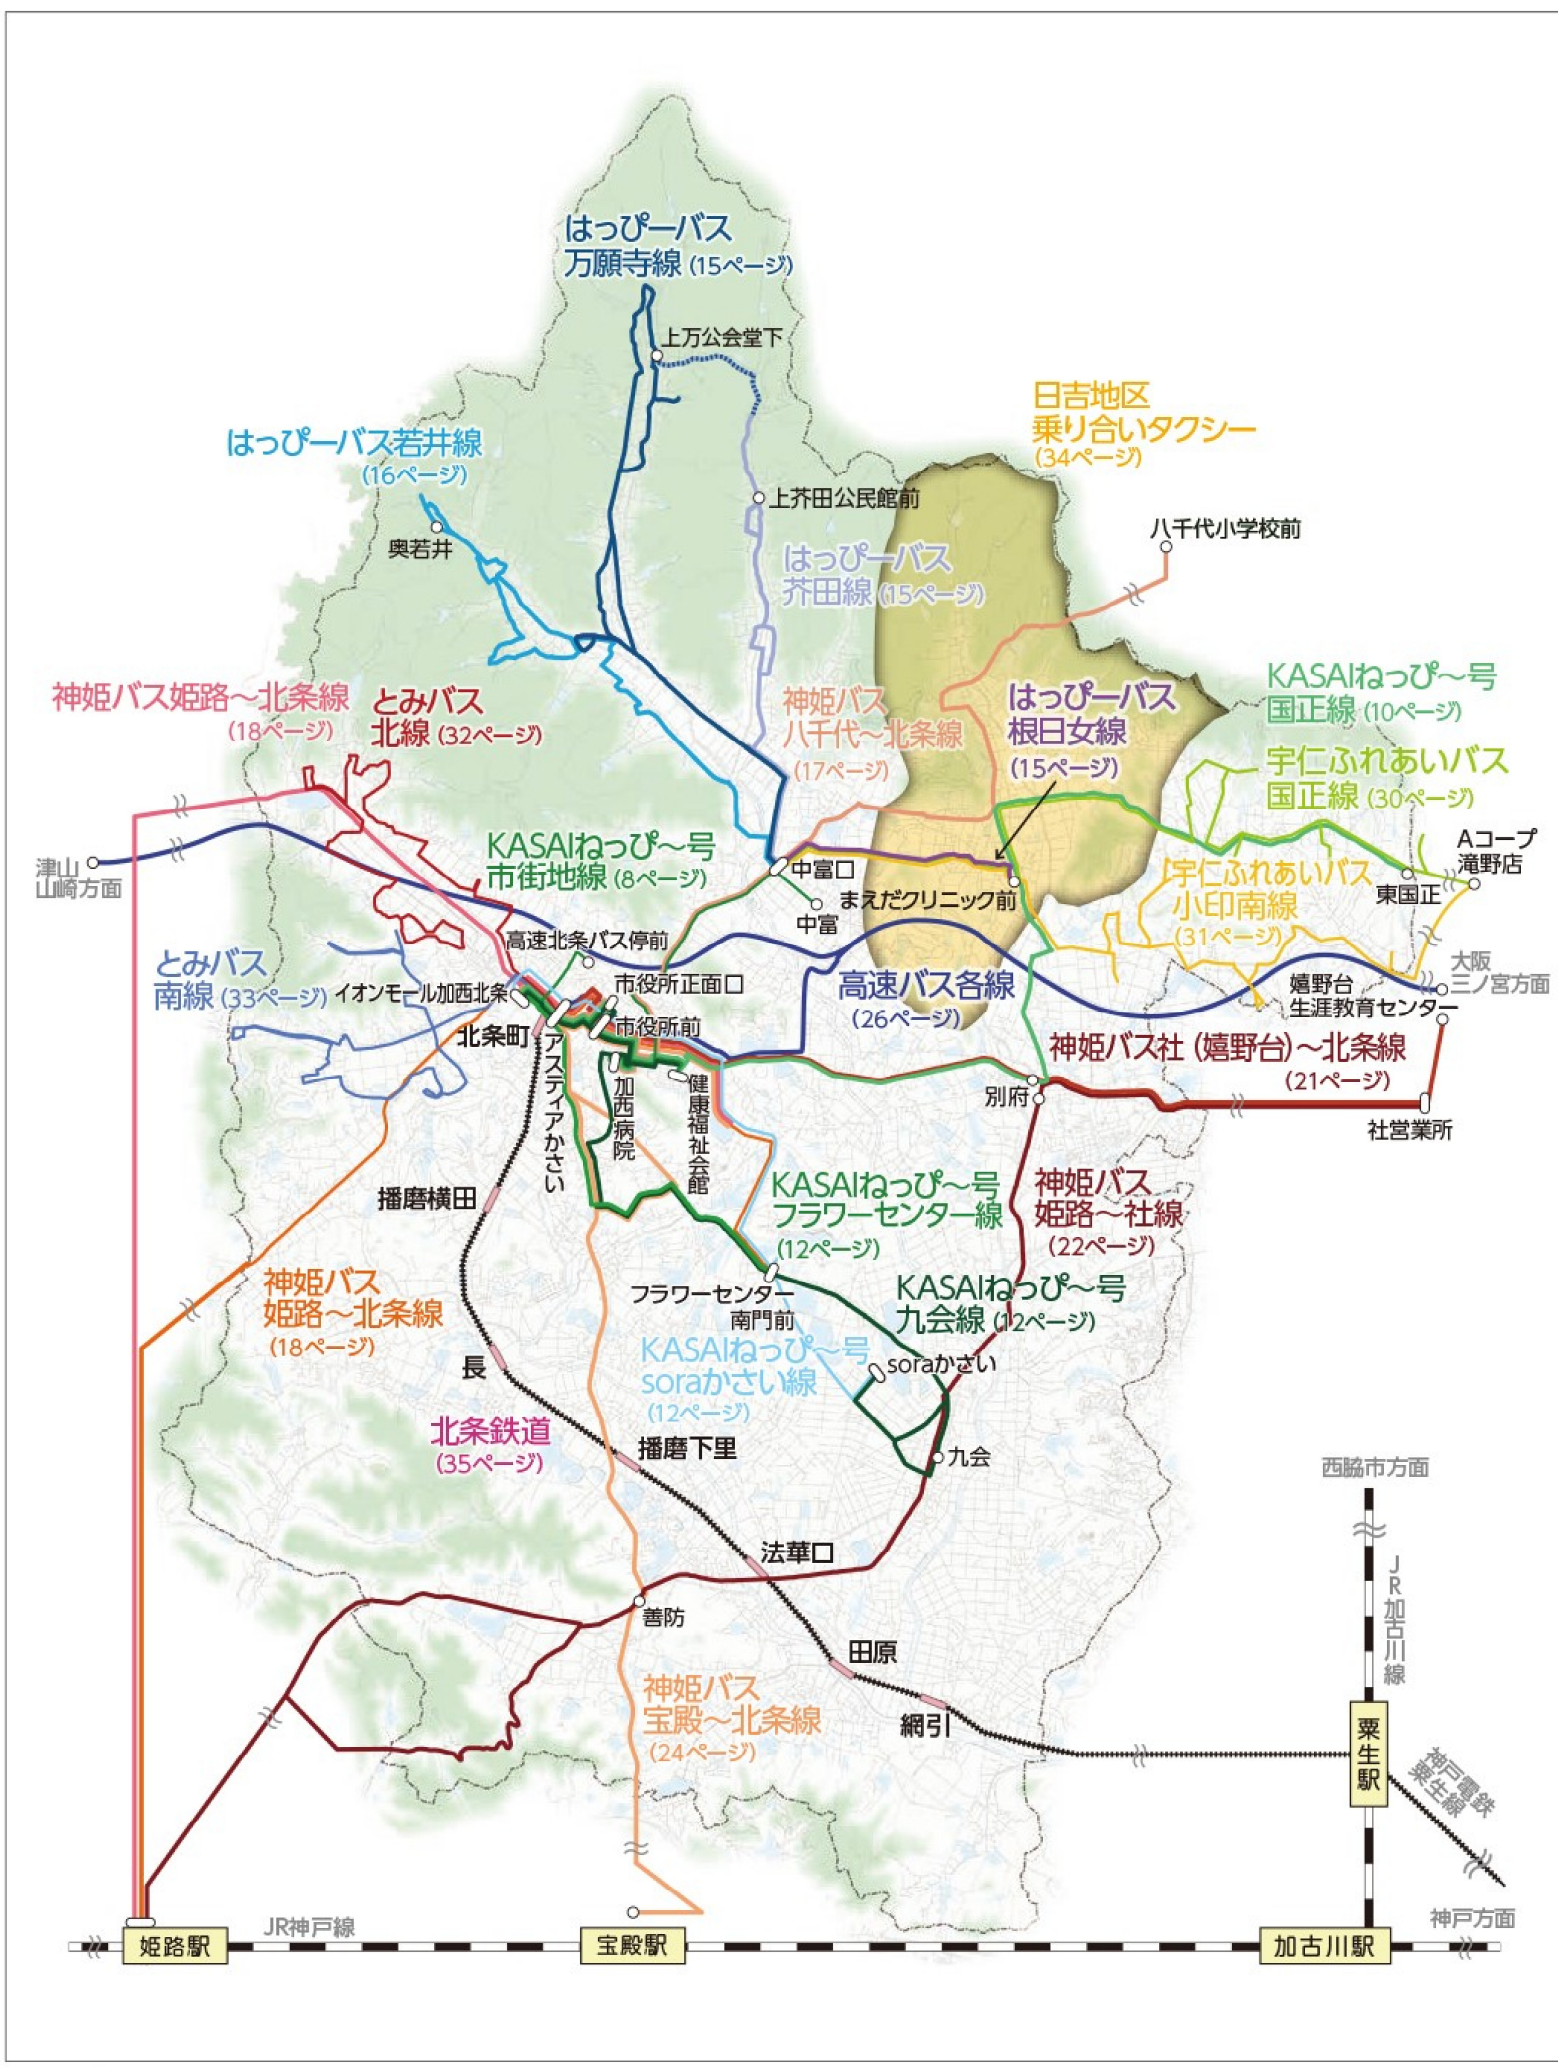 はっぴーバス
万願寺線 (15ページ)
上万公会堂下
日吉地区
乗り合いタクシー
(34ページ)
はっぴーバス若井線
(16ページ)
奥若井
上芥田公民館前
八千代小学校前
はっぴーバス
芥田線 (15ページ)
神姫バス姫路～北条線
(18ページ)
とみバス
北線 (32ページ)
神姫バス
八千代～北条線
(17ページ)
はっぴーバス
根日女線
(15ページ)
KASAIねっぴ～号
国正線 (10ページ)
宇仁ふれあいバス
国正線 (30ページ)
Aコープ
滝野店
津山
山崎方面
KASAIねっぴ～号
市街地線 (8ページ)
中富口
まえだクリニック前
中富
宇仁ふれあいバス
小印南線
(31ページ)
東国正
とみバス
南線 (33ページ)
高速北条バス停前
イオンモール加西北条
市役所正面口
市役所前
北条町
高速バス各線
(26ページ)
大阪
三ノ宮方面
嬉野台
生涯教育センター
神姫バス社（嬉野台）～北条線
(21ページ)
アスティアかさい
加西病院
健康福祉会館
別府
社営業所
播磨横田
KASAIねっぴ～号
フラワーセンター線
(12ページ)
神姫バス
姫路～社線
(22ページ)
神姫バス
姫路～北条線
(18ページ)
フラワーセンター
南門前
KASAIねっぴ～号
九会線 (12ページ)
KASAIねっぴ～号
soraかさい線
(12ページ)
soraかさい
長
北条鉄道
(35ページ)
播磨下里
九会
西脇市方面
法華口
JR加古川線
善防
田原
神姫バス
宝殿～北条線
(24ページ)
網引
粟生駅
神戸電鉄
粟生線
JR神戸線
神戸方面
姫路駅
宝殿駅
加古川駅